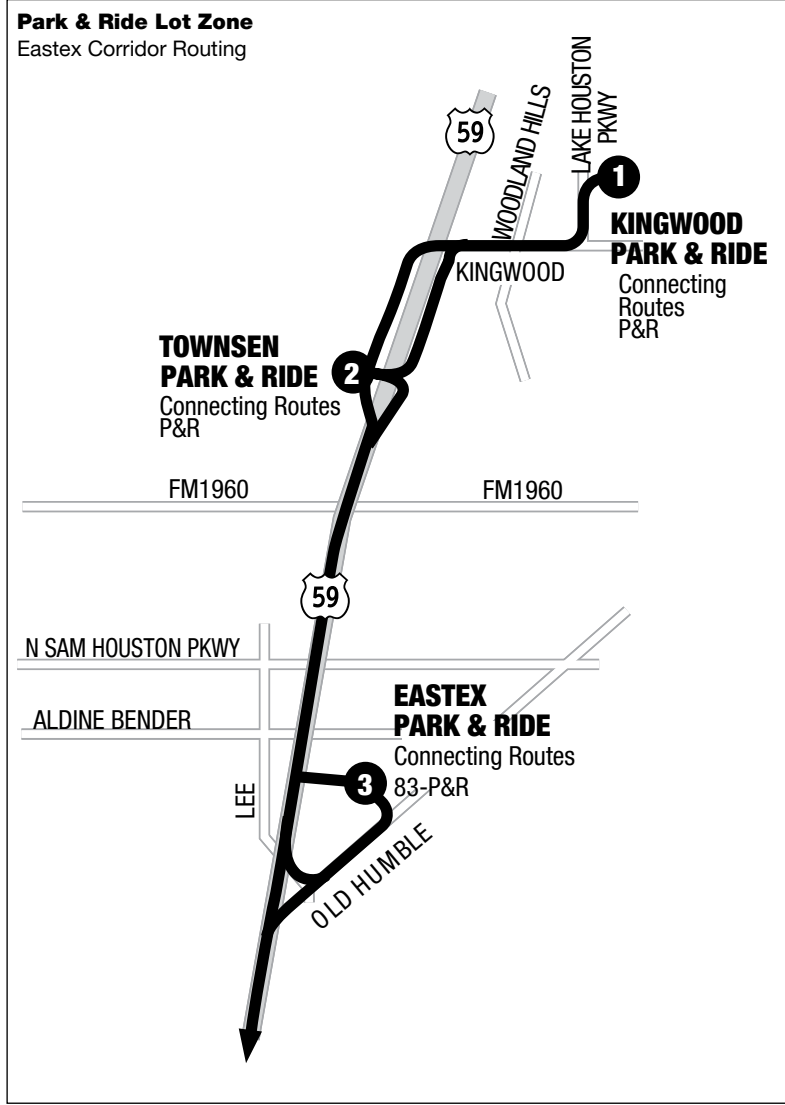 Park & Ride Lot Zone
Eastex Corridor Routing
59
WOODLAND HILLS
LAKE HOUSTON
PKWY
1
KINGWOOD
PARK & RIDE
Connecting
Routes
P&R
KINGWOOD
TOWNSEN
PARK & RIDE
Connecting Routes
P&R
2
FM1960
FM1960
59
N SAM HOUSTON PKWY
ALDINE BENDER
EASTEX
PARK & RIDE
Connecting Routes
83-P&R
3
LEE
OLD HUMBLE